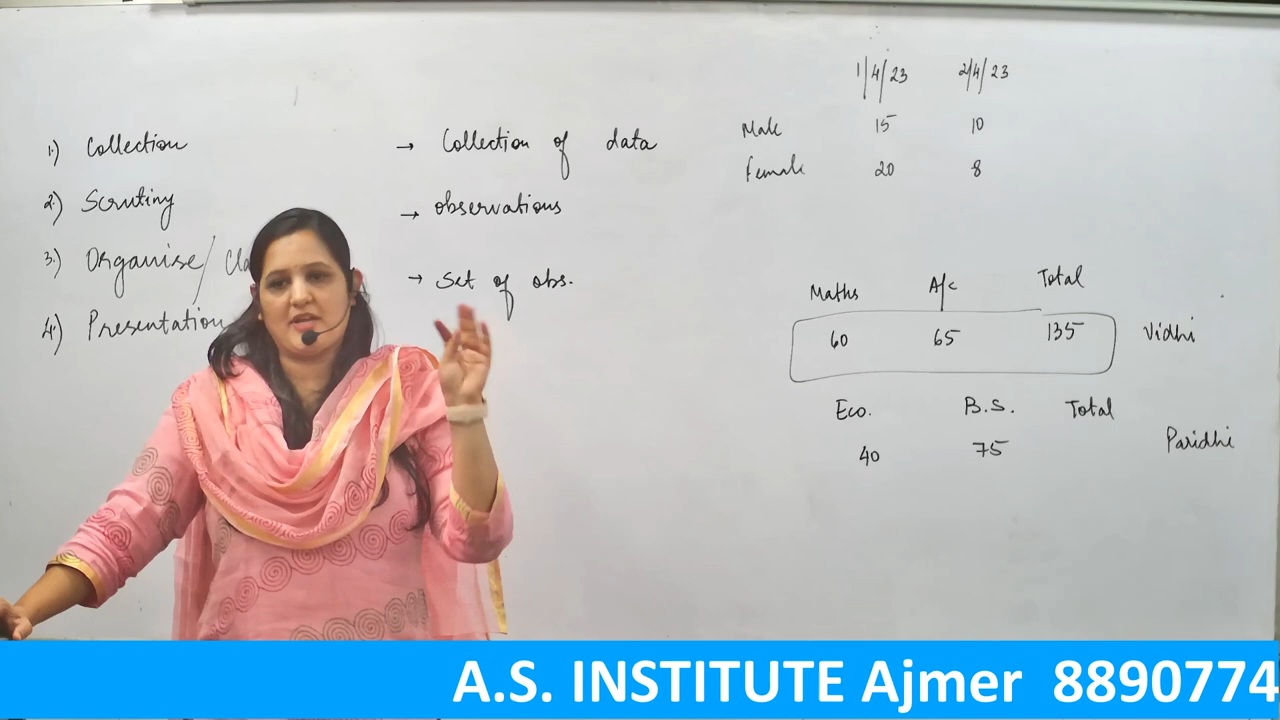 1) Collection
2) Scrutiny
3) Organise/
4) Presentation
→ Collection of data
→ observations
→ Set of obs.
1/4/23 2/4/23
Male 15 10
Female 20 8
Maths A/c Total
60 65 135 Vidhi
Eco. B.S. Total
40 75 Paridhi
A.S. INSTITUTE Ajmer 8890774